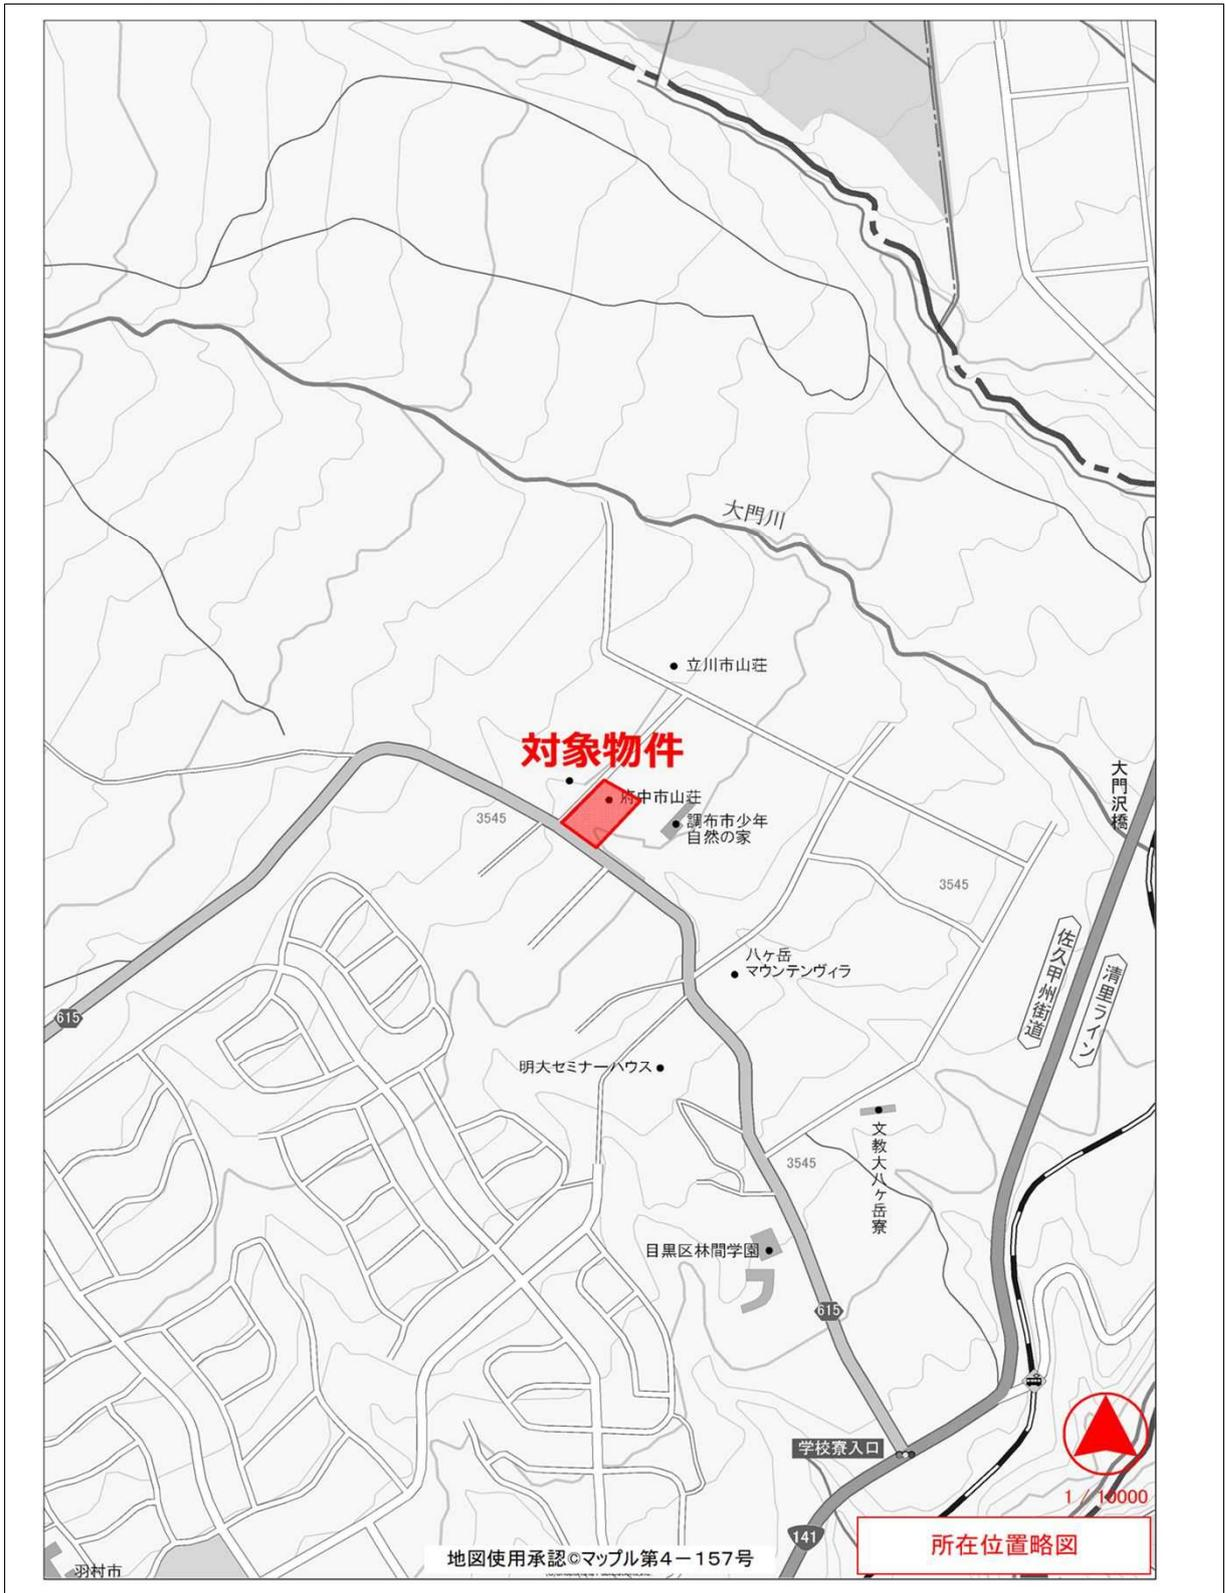 大門川
立川市山荘
対象物件
府中市山荘
大門沢橋
3545
調布市少年
自然の家
3545
佐久甲州街道
清里ライン
八ヶ岳
マウンテンヴィラ
615
明大セミナーハウス
文教大八ヶ岳寮
3545
目黒区林間学園
615
学校寮入口
1 / 10000
141
所在位置略図
地図使用承認©マップル第4－157号
羽村市